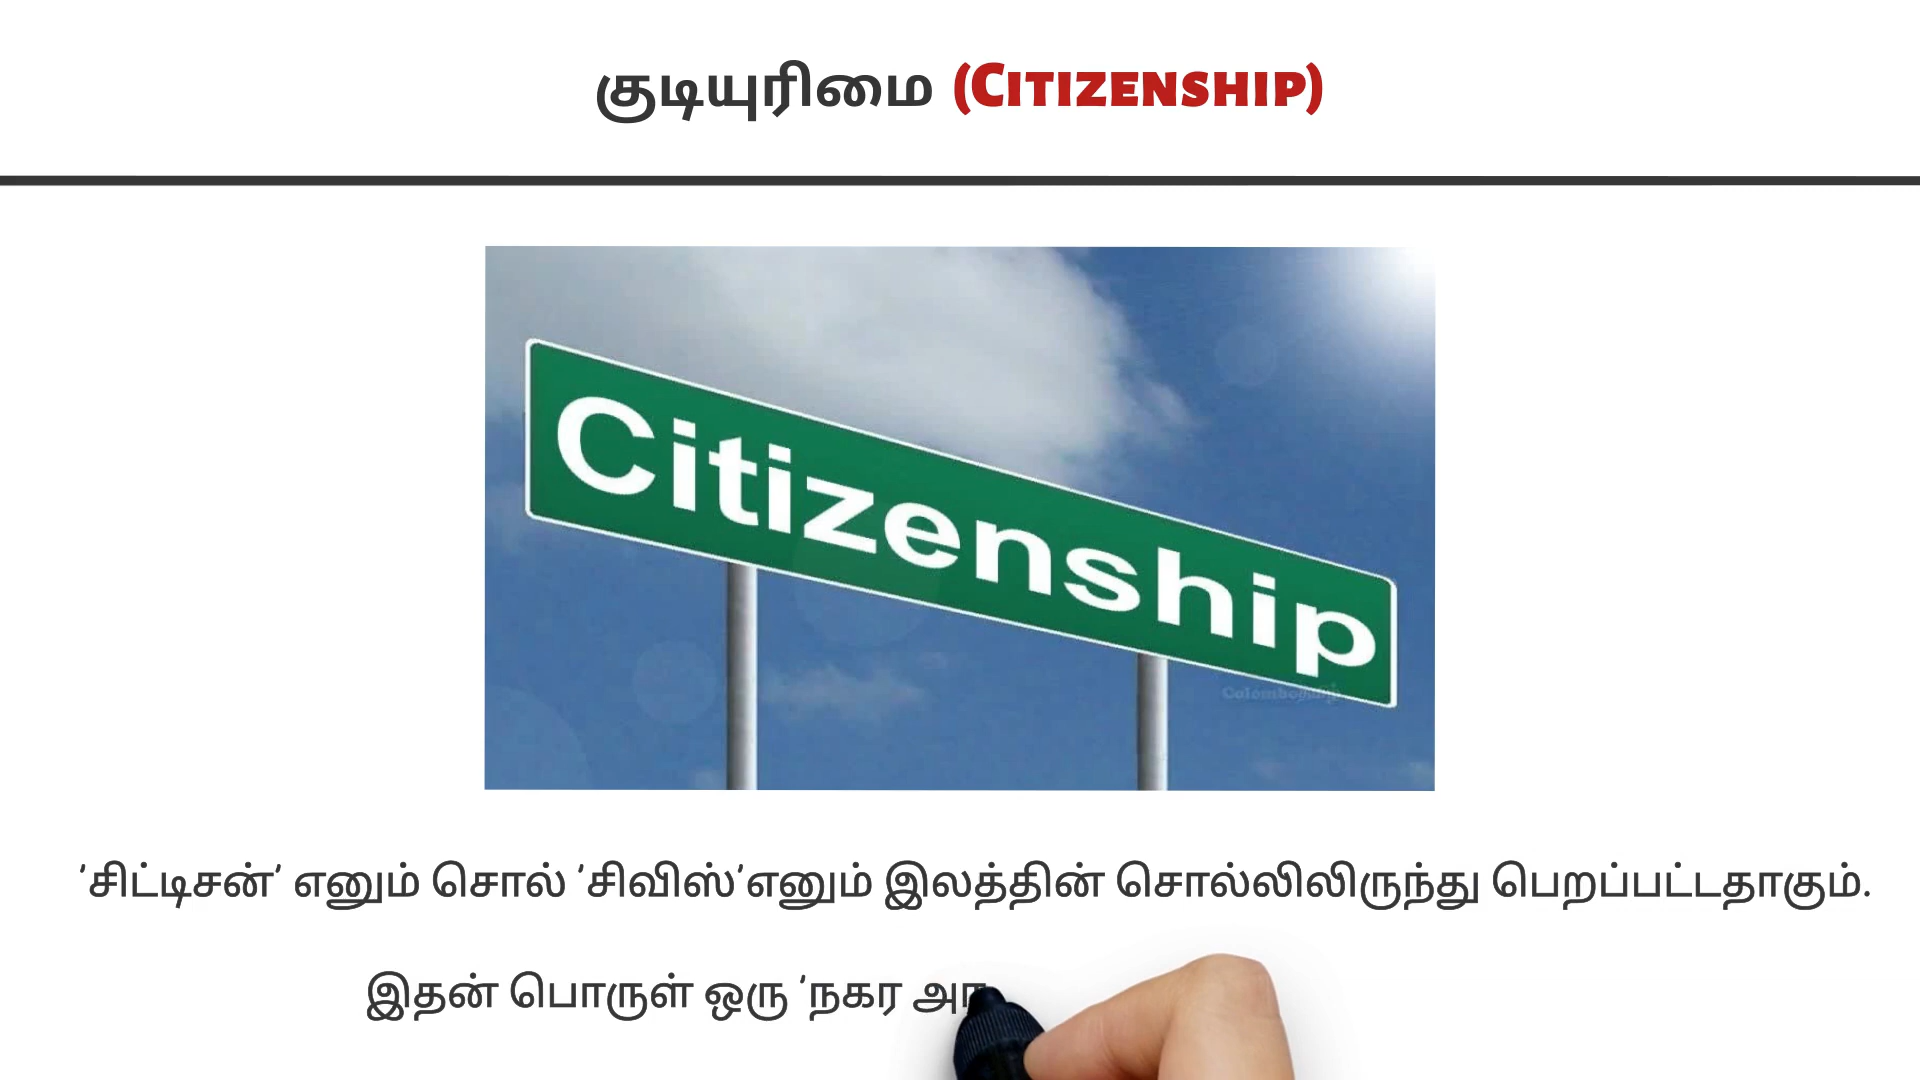 குடியுரிமை (Citizenship)
Citizenship
'சிட்டிசன்' எனும் சொல் 'சிவிஸ்'எனும் இலத்தின் சொல்லிலிருந்து பெறப்பட்டதாகும்.
இதன் பொருள் ஒரு 'நகர